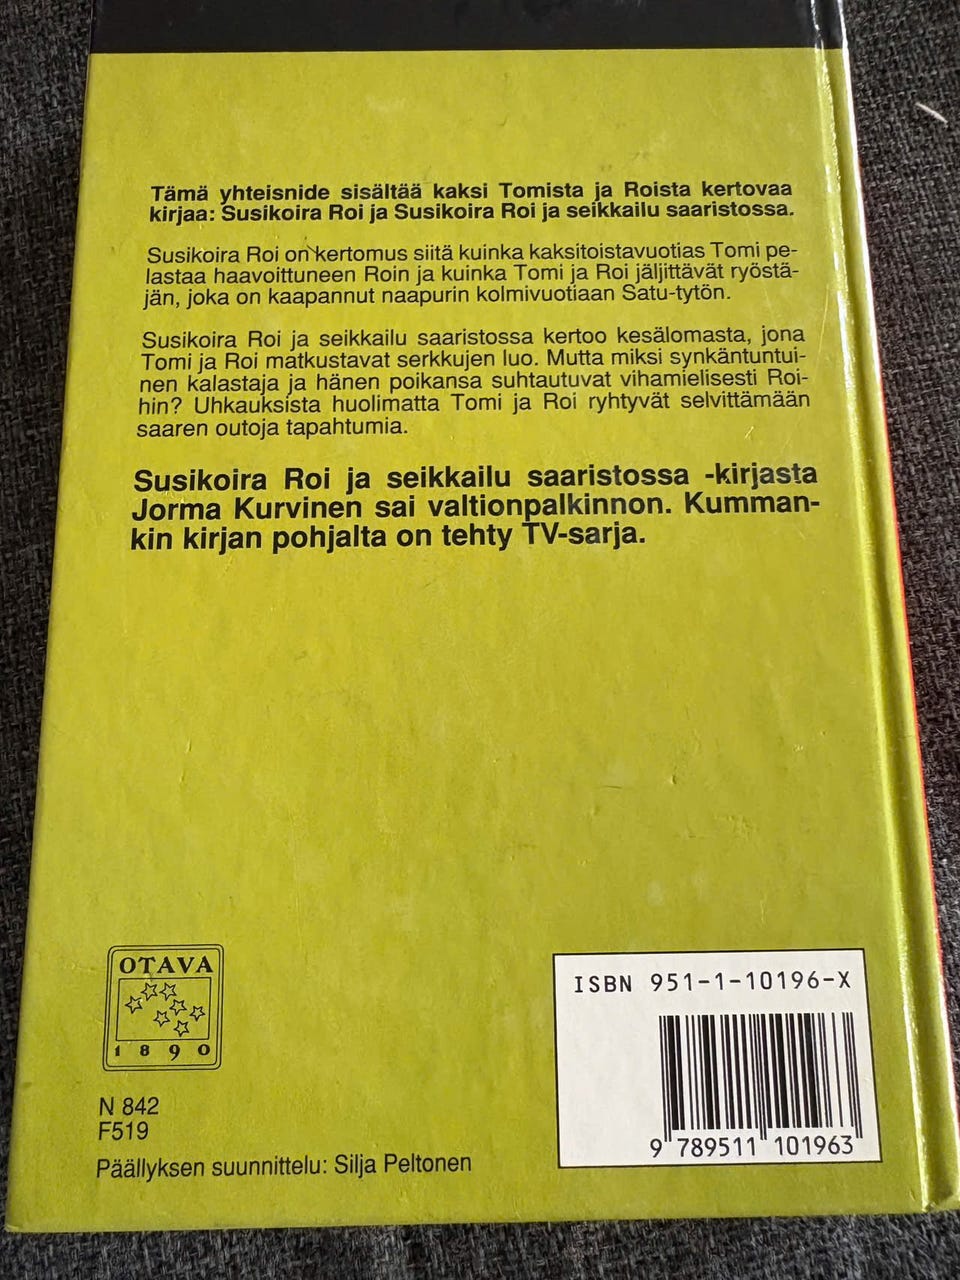 Tämä yhteisnide sisältää kaksi Tomista ja Roista kertovaa
kirjaa: Susikoira Roi ja Susikoira Roi ja seikkailu saaristossa.
Susikoira Roi on kertomus siitä kuinka kaksitoistavuotias Tomi pe-
lastaa haavoittuneen Roin ja kuinka Tomi ja Roi jäljittävät ryöstä-
jän, joka on kaapannut naapurin kolmivuotiaan Satu-tytön.
Susikoira Roi ja seikkailu saaristossa kertoo kesälomasta, jona
Tomi ja Roi matkustavat serkkujen luo. Mutta miksi synkäntuntui-
nen kalastaja ja hänen poikansa suhtautuvat vihamielisesti Roi-
hin? Uhkauksista huolimatta Tomi ja Roi ryhtyvät selvittämään
saaren outoja tapahtumia.
Susikoira Roi ja seikkailu saaristossa -kirjasta
Jorma Kurvinen sai valtionpalkinnon. Kumman-
kin kirjan pohjalta on tehty TV-sarja.
OTAVA
1890
N 842
F519
Päällyksen suunnittelu: Silja Peltonen
ISBN 951-1-10196-X
9 789511 101963